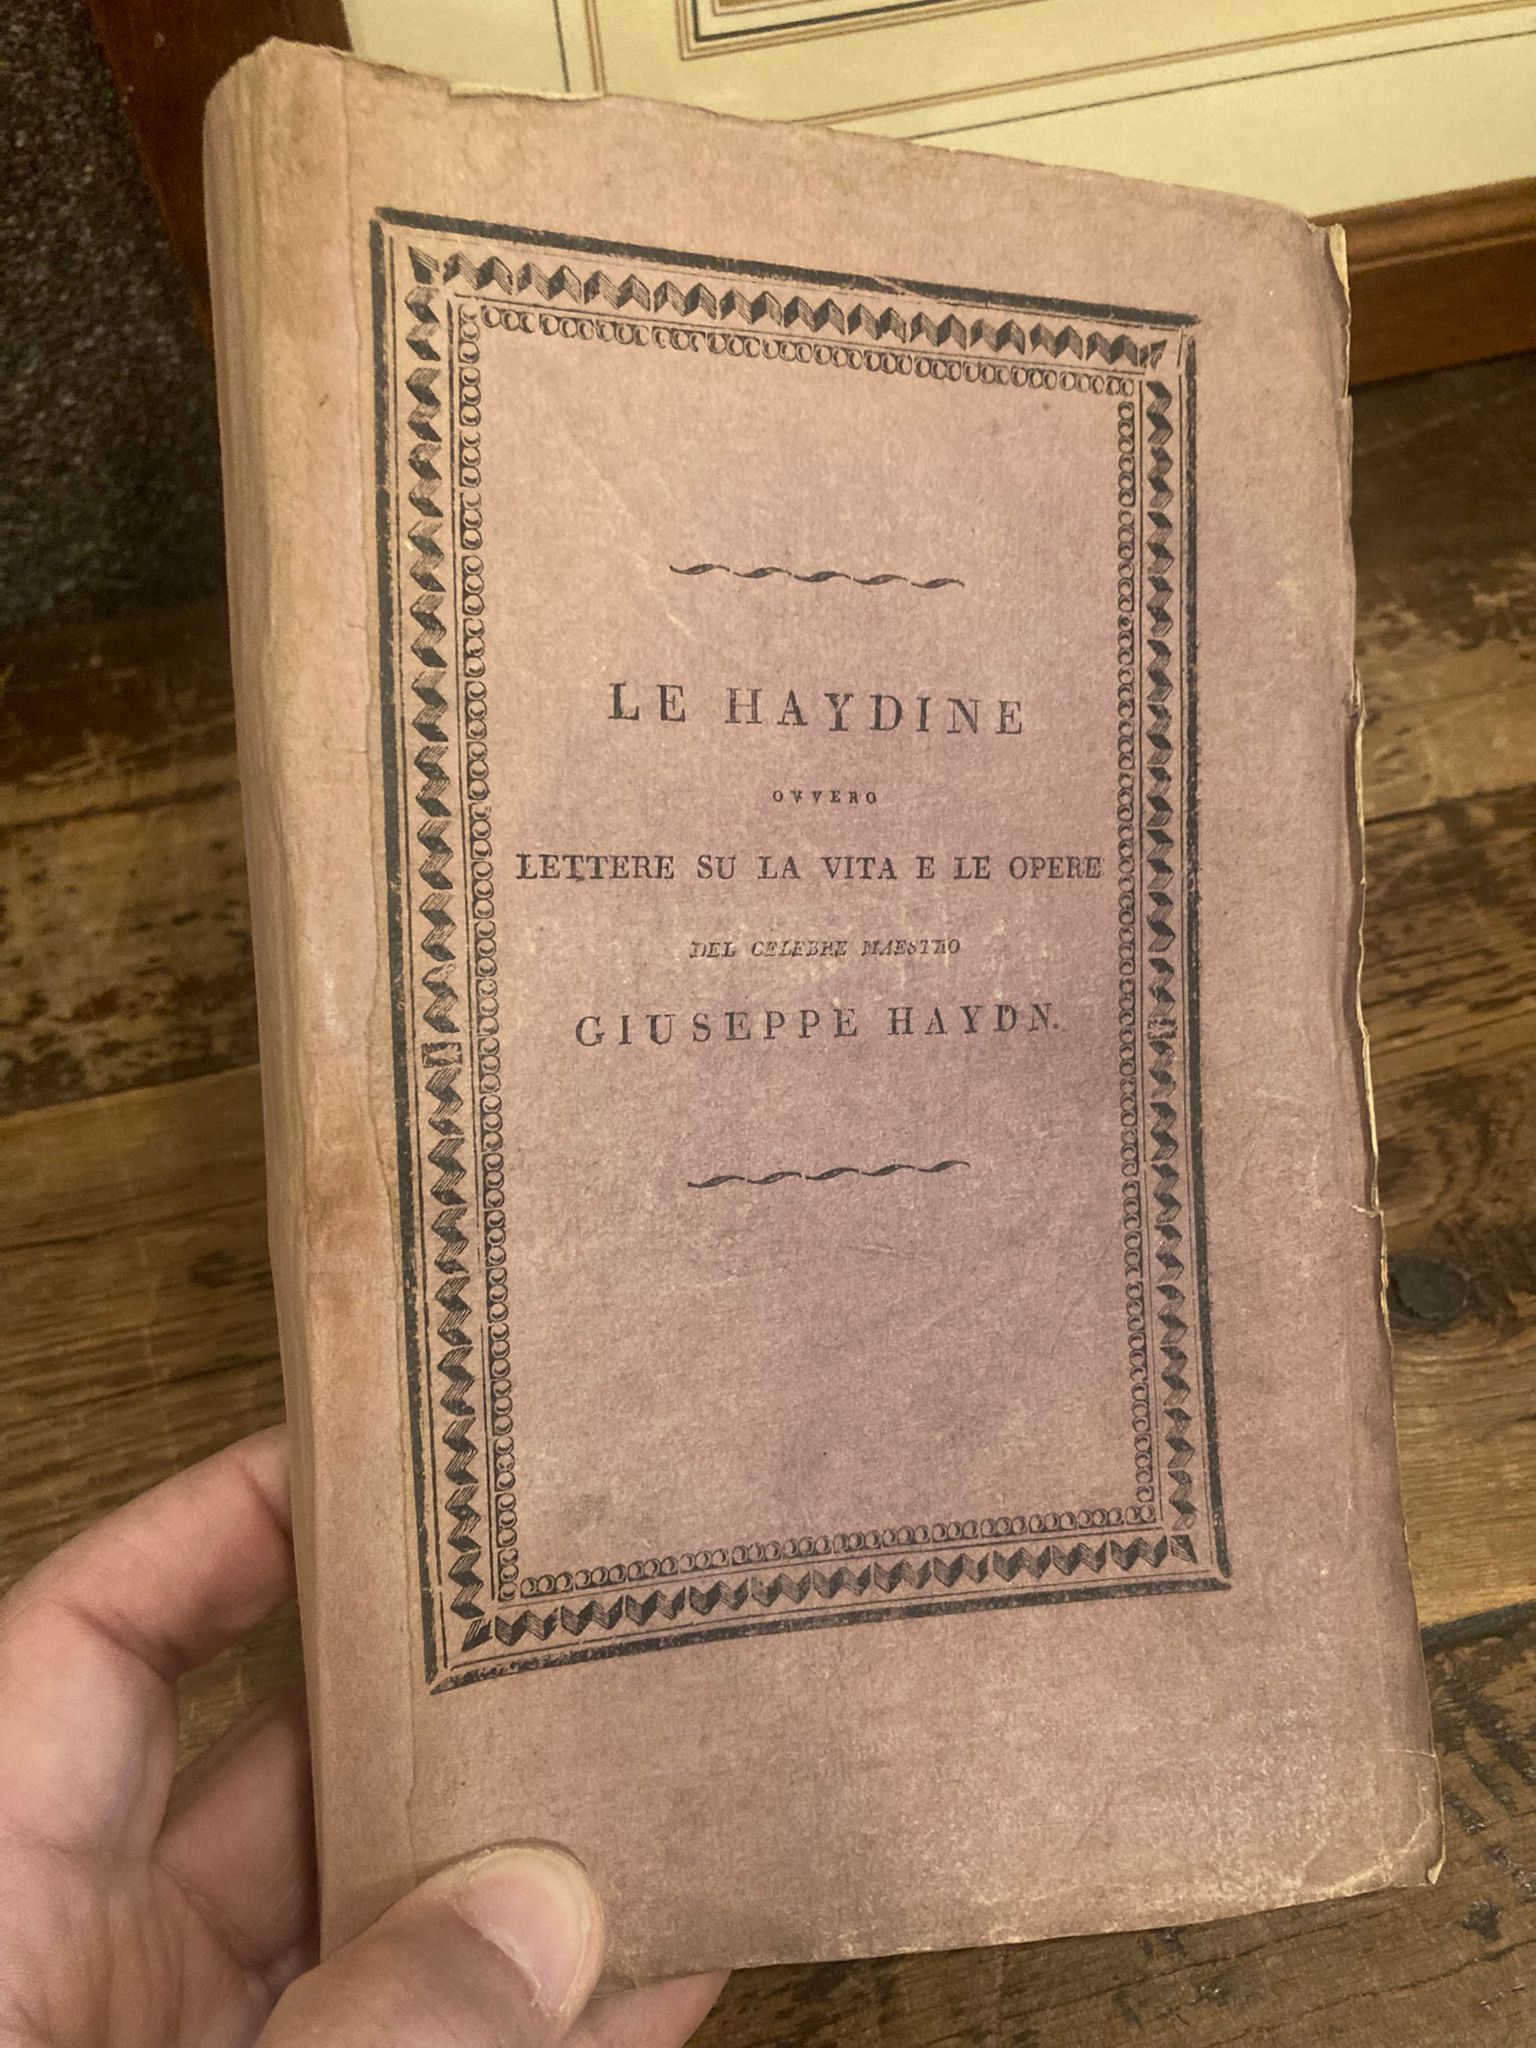 LE HAYDINE
OVVERO
LETTERE SU LA VITA E LE OPERE
DEL CELEBRE MAESTRO
GIUSEPPE HAYDN.